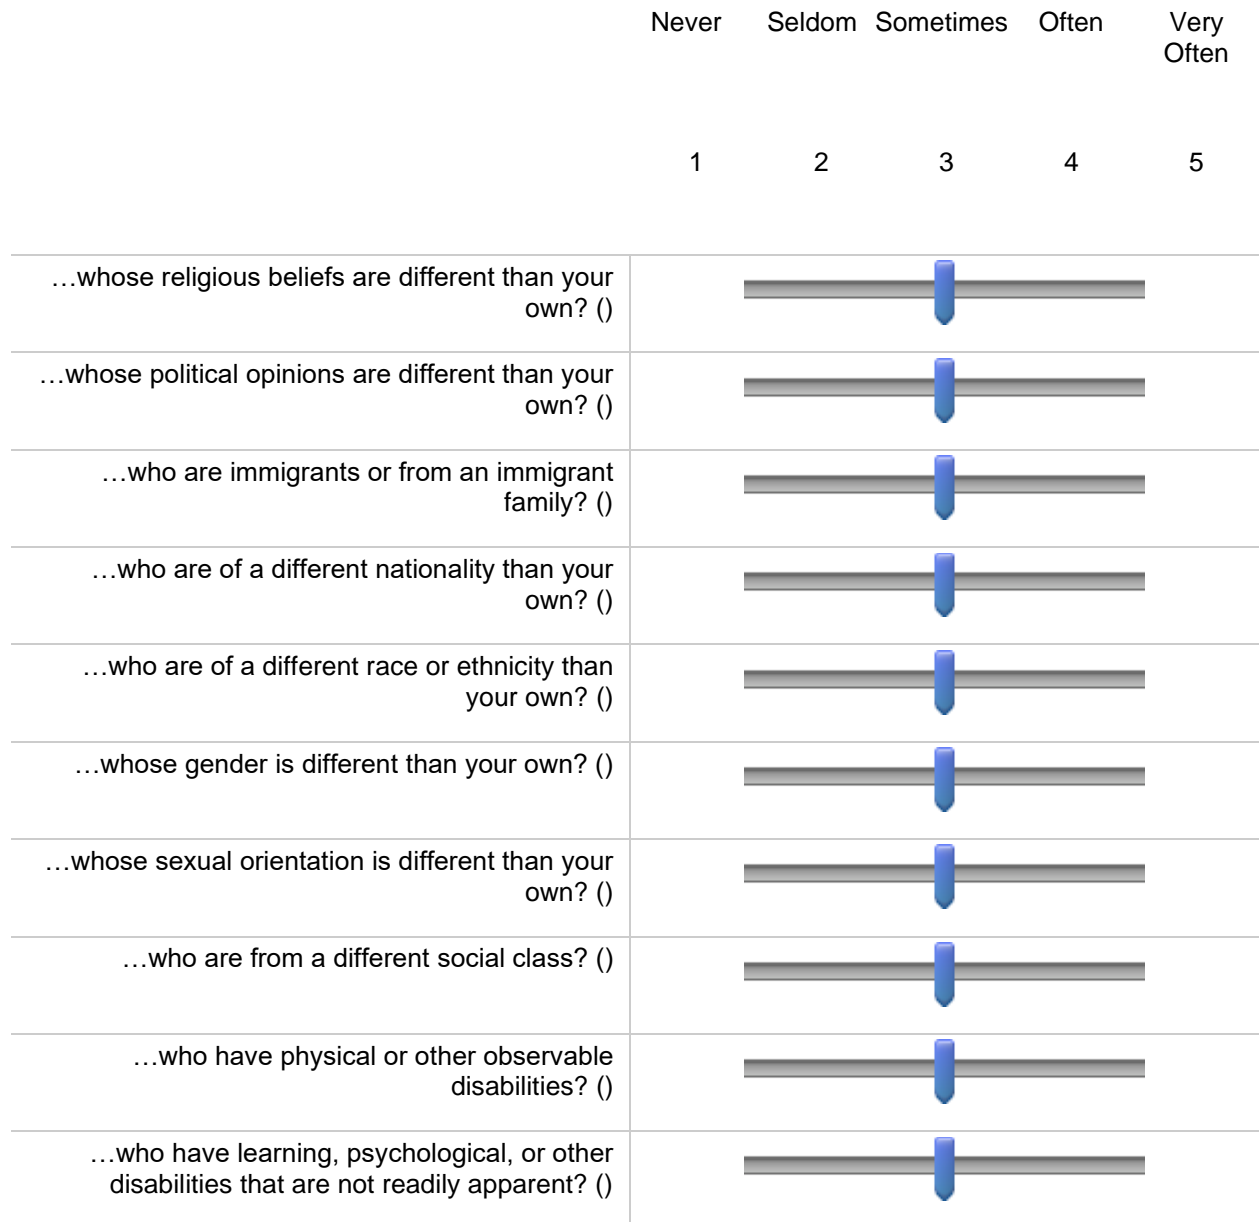 Never Seldom Sometimes Often Very
Often
1 2 3 4 5
…whose religious beliefs are different than your
own? ()
…whose political opinions are different than your
own? ()
…who are immigrants or from an immigrant
family? ()
…who are of a different nationality than your
own? ()
…who are of a different race or ethnicity than
your own? ()
…whose gender is different than your own? ()
…whose sexual orientation is different than your
own? ()
…who are from a different social class? ()
…who have physical or other observable
disabilities? ()
…who have learning, psychological, or other
disabilities that are not readily apparent? ()